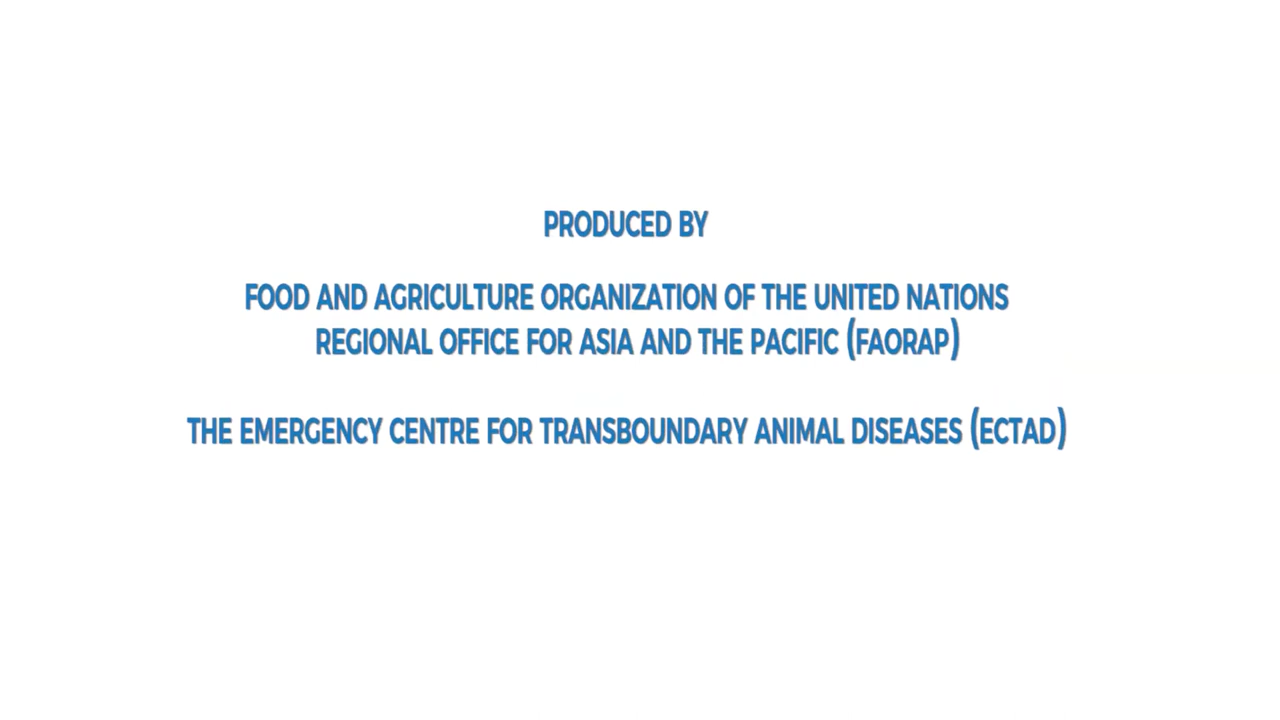 PRODUCED BY
FOOD AND AGRICULTURE ORGANIZATION OF THE UNITED NATIONS
REGIONAL OFFICE FOR ASIA AND THE PACIFIC (FAORAP)
THE EMERGENCY CENTRE FOR TRANSBOUNDARY ANIMAL DISEASES (ECTAD)